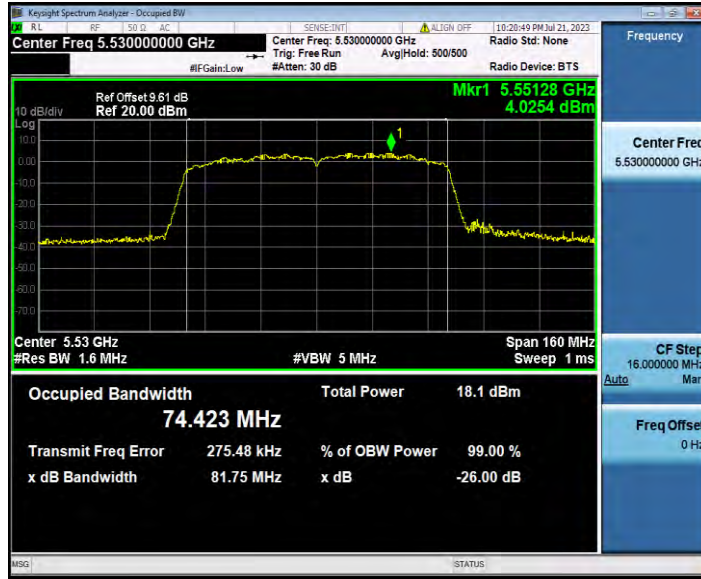 Keysight Spectrum Analyzer - Occupied BW
RL RF 50 Ω AC SENSE:INT ALIGN OFF 10:20:49 PM Jul 21, 2023
Center Freq 5.530000000 GHz Center Freq: 5.530000000 GHz Radio Std: None
Trig: Free Run Avg|Hold: 500/500
#IFGain:Low #Atten: 30 dB Radio Device: BTS
Frequency
Ref Offset 9.61 dB Mkr1 5.55128 GHz
10 dB/div Ref 20.00 dBm 4.0254 dBm
Log
10.0
0.00
-10.0
-20.0
-30.0
-40.0
-50.0
-60.0
-70.0
1
Center Freq
5.530000000 GHz
Center 5.53 GHz Span 160 MHz
#Res BW 1.6 MHz #VBW 5 MHz Sweep 1 ms
CF Step
16.000000 MHz
Auto Man
Occupied Bandwidth Total Power 18.1 dBm
74.423 MHz
Transmit Freq Error 275.48 kHz % of OBW Power 99.00 %
x dB Bandwidth 81.75 MHz x dB -26.00 dB
Freq Offset
0 Hz
MSG STATUS